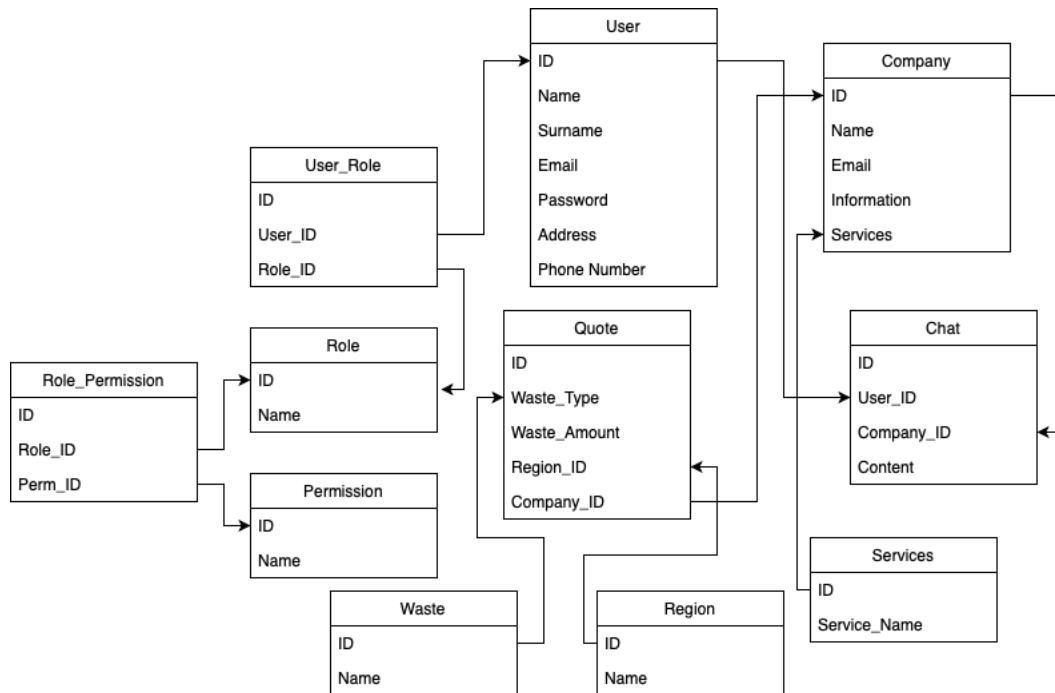 User
ID
Name
Surname
Email
Password
Address
Phone Number
Company
ID
Name
Email
Information
Services
User_Role
ID
User_ID
Role_ID
Role
ID
Name
Quote
ID
Waste_Type
Waste_Amount
Region_ID
Company_ID
Chat
ID
User_ID
Company_ID
Content
Role_Permission
ID
Role_ID
Perm_ID
Permission
ID
Name
Services
ID
Service_Name
Waste
ID
Name
Region
ID
Name